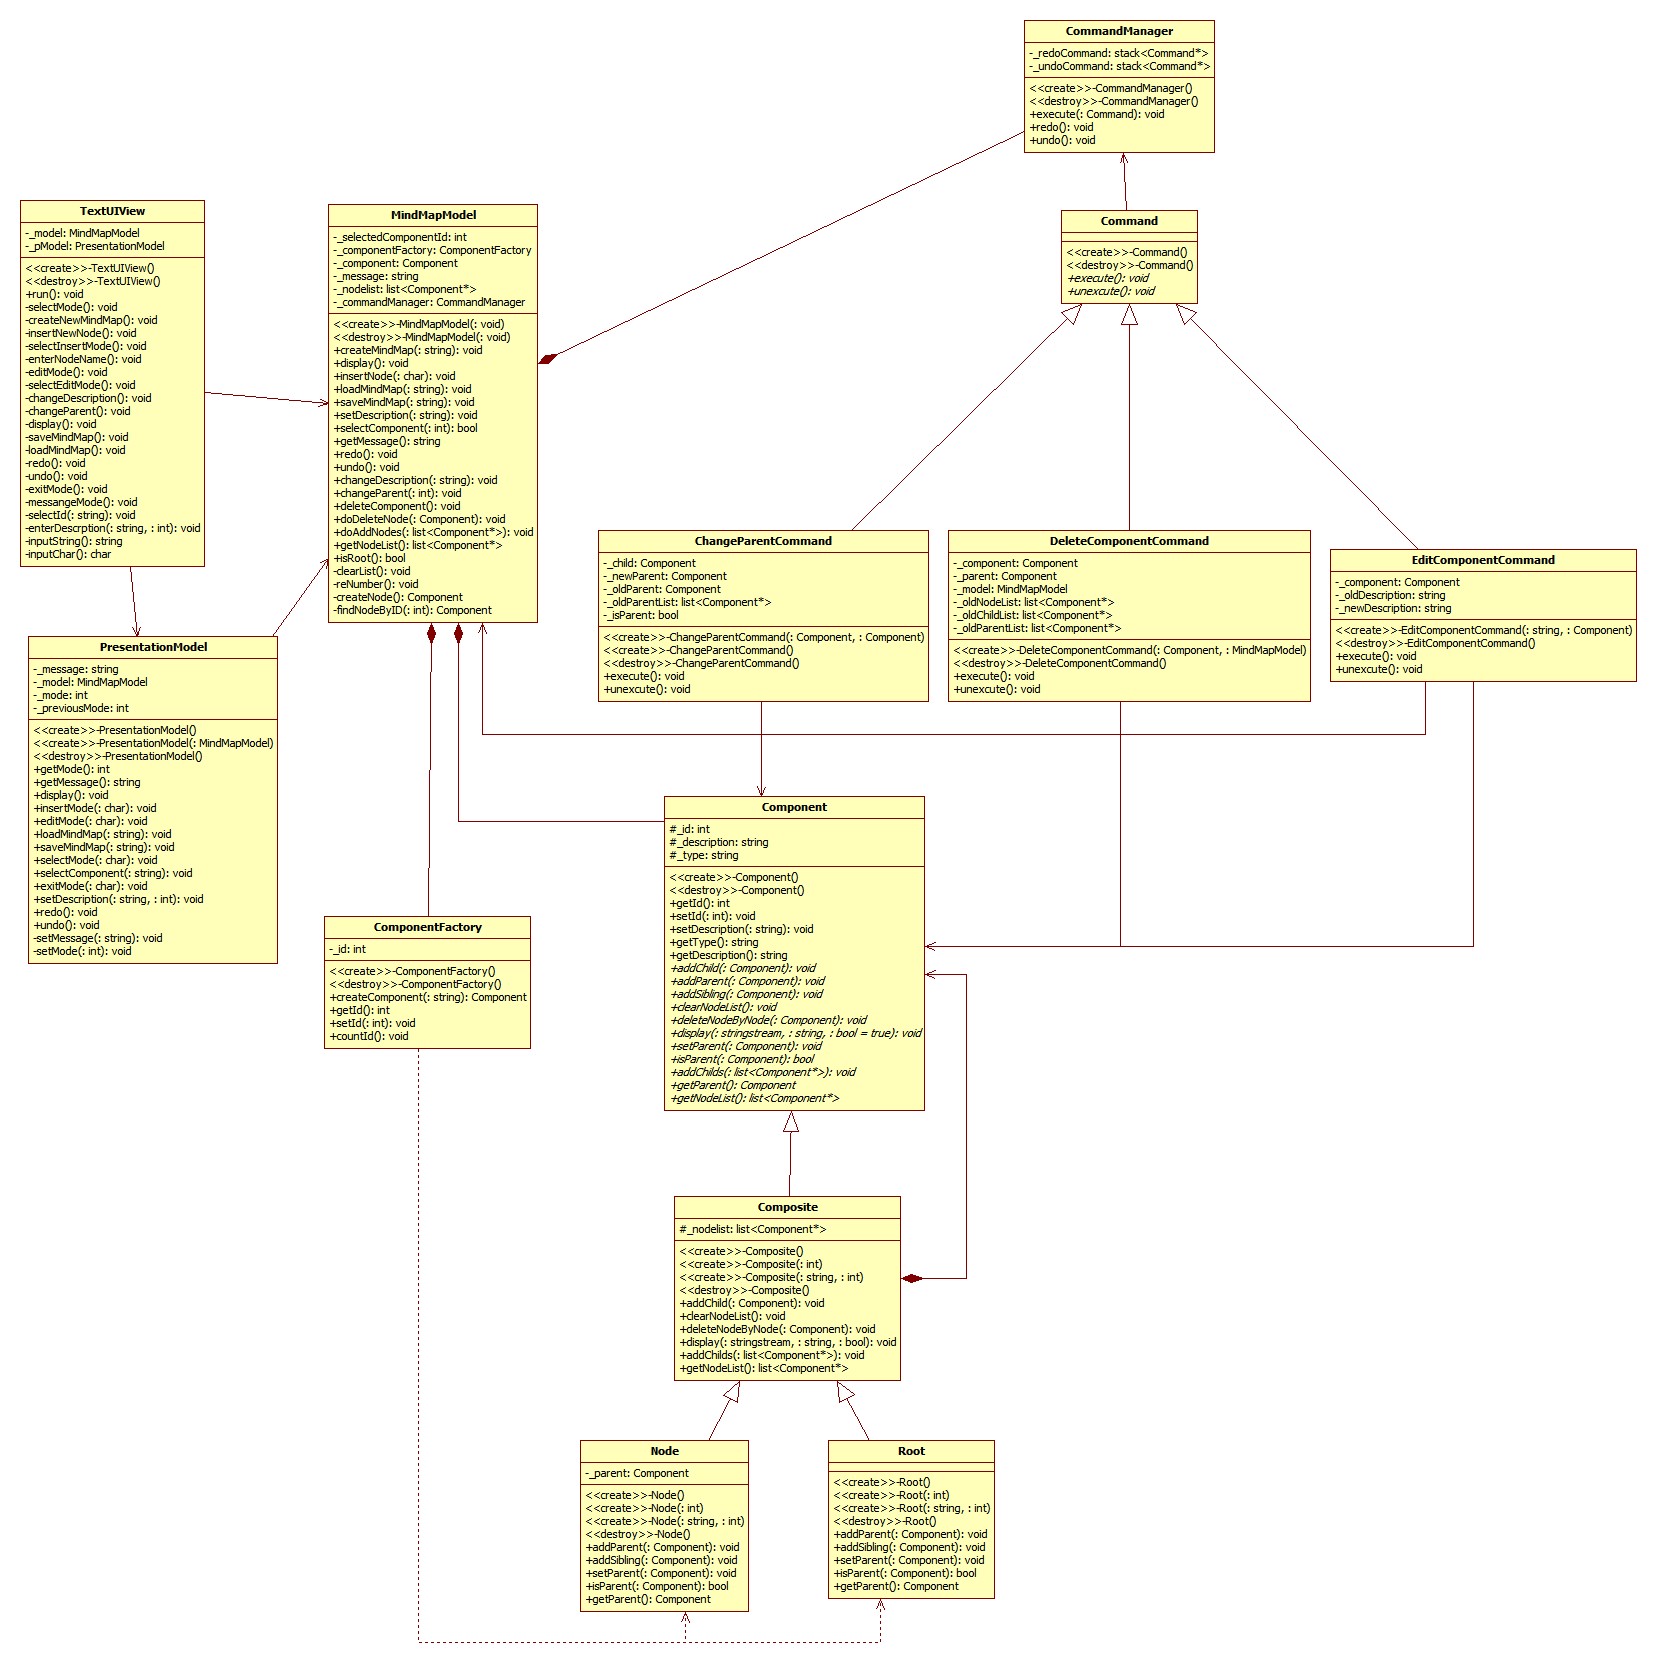 CommandManager
-_redoCommand: stack<Command*>
-_undoCommand: stack<Command*>
<<create>>-CommandManager()
<<destroy>>-CommandManager()
+execute(: Command): void
+redo(): void
+undo(): void
TextUIView
-_model: MindMapModel
-_pModel: PresentationModel
<<create>>-TextUIView()
<<destroy>>-TextUIView()
+run(): void
-selectMode(): void
-createNewMindMap(): void
-insertNewNode(): void
-selectInsertMode(): void
-enterNodeName(): void
-editMode(): void
-selectEditMode(): void
-changeDescription(): void
-changeParent(): void
-display(): void
-saveMindMap(): void
-loadMindMap(): void
-redo(): void
-undo(): void
-exitMode(): void
-messangeMode(): void
-selectId(: string): void
-enterDescrption(: string, : int): void
-inputString(): string
-inputChar(): char
MindMapModel
-_selectedComponentId: int
-_componentFactory: ComponentFactory
-_component: Component
-_message: string
-_nodelist: list<Component*>
-_commandManager: CommandManager
<<create>>-MindMapModel(: void)
<<destroy>>-MindMapModel(: void)
+createMindMap(: string): void
+display(): void
+insertNode(: char): void
+loadMindMap(: string): void
+saveMindMap(: string): void
+setDescription(: string): void
+selectComponent(: int): bool
+getMessage(): string
+redo(): void
+undo(): void
+changeDescription(: string): void
+changeParent(: int): void
+deleteComponent(): void
+doDeleteNode(: Component): void
+doAddNodes(: list<Component*>): void
+getNodeList(): list<Component*>
+isRoot(): bool
-clearList(): void
-reNumber(): void
-createNode(): Component
-findNodeByID(: int): Component
Command
<<create>>-Command()
<<destroy>>-Command()
+execute(): void
+unexcute(): void
ChangeParentCommand
-_child: Component
-_newParent: Component
-_oldParent: Component
-_oldParentList: list<Component*>
-_isParent: bool
<<create>>-ChangeParentCommand(: Component, : Component)
<<create>>-ChangeParentCommand()
<<destroy>>-ChangeParentCommand()
+execute(): void
+unexcute(): void
DeleteComponentCommand
-_component: Component
-_parent: Component
-_model: MindMapModel
-_oldNodeList: list<Component*>
-_oldChildList: list<Component*>
-_oldParentList: list<Component*>
<<create>>-DeleteComponentCommand(: Component, : MindMapModel)
<<destroy>>-DeleteComponentCommand()
+execute(): void
+unexcute(): void
EditComponentCommand
-_component: Component
-_oldDescription: string
-_newDescription: string
<<create>>-EditComponentCommand(: string, : Component)
<<destroy>>-EditComponentCommand()
+execute(): void
+unexcute(): void
PresentationModel
-_message: string
-_model: MindMapModel
-_mode: int
-_previousMode: int
<<create>>-PresentationModel()
<<create>>-PresentationModel(: MindMapModel)
<<destroy>>-PresentationModel()
+getMode(): int
+getMessage(): string
+display(): void
+insertMode(: char): void
+editMode(: char): void
+loadMindMap(: string): void
+saveMindMap(: string): void
+selectMode(: char): void
+selectComponent(: string): void
+exitMode(: char): void
+setDescription(: string, : int): void
+redo(): void
+undo(): void
-setMessage(: string): void
-setMode(: int): void
ComponentFactory
-_id: int
<<create>>-ComponentFactory()
<<destroy>>-ComponentFactory()
+createComponent(: string): Component
+getId(): int
+setId(: int): void
+countId(): void
Component
#_id: int
#_description: string
#_type: string
<<create>>-Component()
<<destroy>>-Component()
+getId(): int
+setId(: int): void
+setDescription(: string): void
+getType(): string
+getDescription(): string
+addChild(: Component): void
+addParent(: Component): void
+addSibling(: Component): void
+clearNodeList(): void
+deleteNodeByNode(: Component): void
+display(: stringstream, : string, : bool = true): void
+setParent(: Component): void
+isParent(: Component): bool
+addChilds(: list<Component*>): void
+getParent(): Component
+getNodeList(): list<Component*>
Composite
#_nodelist: list<Component*>
<<create>>-Composite()
<<create>>-Composite(: int)
<<create>>-Composite(: string, : int)
<<destroy>>-Composite()
+addChild(: Component): void
+clearNodeList(): void
+deleteNodeByNode(: Component): void
+display(: stringstream, : string, : bool): void
+addChilds(: list<Component*>): void
+getNodeList(): list<Component*>
Node
-_parent: Component
<<create>>-Node()
<<create>>-Node(: int)
<<create>>-Node(: string, : int)
<<destroy>>-Node()
+addParent(: Component): void
+addSibling(: Component): void
+setParent(: Component): void
+isParent(: Component): bool
+getParent(): Component
Root
<<create>>-Root()
<<create>>-Root(: int)
<<create>>-Root(: string, : int)
<<destroy>>-Root()
+addParent(: Component): void
+addSibling(: Component): void
+setParent(: Component): void
+isParent(: Component): bool
+getParent(): Component